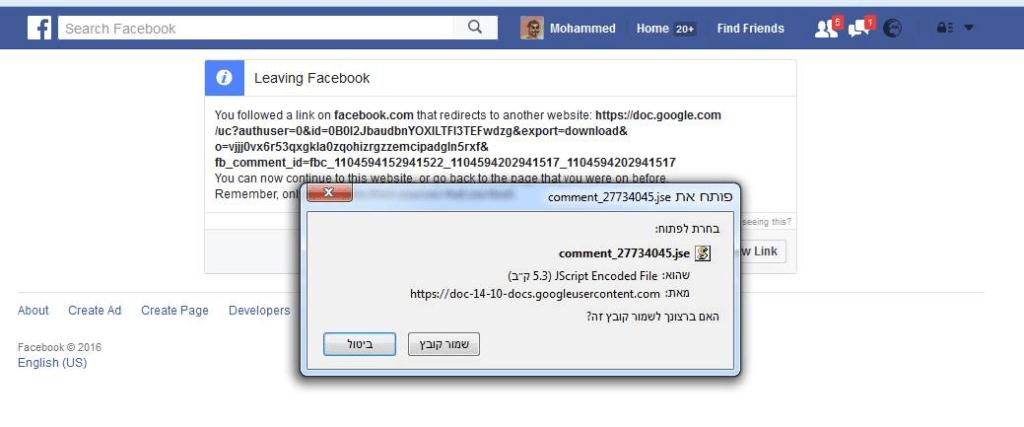 Search Facebook
Mohammed Home 20+ Find Friends 6 1
Leaving Facebook
You followed a link on facebook.com that redirects to another website: https://doc.google.com
/uc?authuser=0&id=0B0I2JbaudbnYOXlLTFl3TEFwdzg&export=download&
o=vjjj0vx6r53qxgkla0zqohizrgzzemcipadgln5rxf&
fb_comment_id=fbc_1104594152941522_1104594202941517_1104594202941517
You can now continue to this website, or go back to the page that you were on before.
Remember, only
seeing this?
w Link
פותח את comment_27734045.jse
בחרת לפתוח:
comment_27734045.jse
שהוא: JScript Encoded File (5.3 ק״ב)
מאת: https://doc-14-10-docs.googleusercontent.com
האם ברצונך לשמור קובץ זה?
שמור קובץ ביטול
About Create Ad Create Page Developers
Facebook © 2016
English (US)